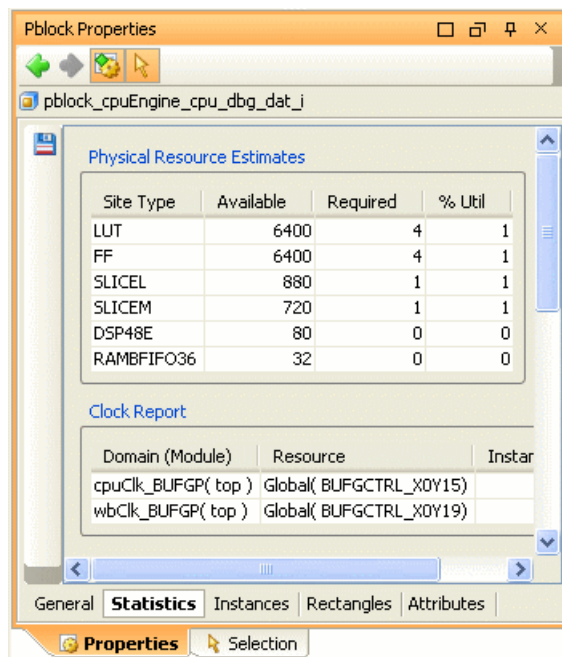 Pblock Properties
pblock_cpuEngine_cpu_dbg_dat_i
Physical Resource Estimates
Site Type Available Required % Util
LUT 6400 4 1
FF 6400 4 1
SLICEL 880 1 1
SLICEM 720 1 1
DSP48E 80 0 0
RAMBFIFO36 32 0 0
Clock Report
Domain (Module) Resource Instar
cpuClk_BUFGP( top ) Global( BUFGCTRL_X0Y15)
wbClk_BUFGP( top ) Global( BUFGCTRL_X0Y19)
General Statistics Instances Rectangles Attributes
Properties Selection